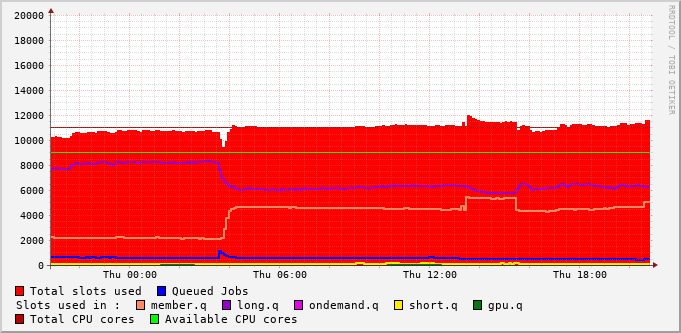 RRDTOOL / TOBI OETIKER
20000
18000
16000
14000
12000
10000
8000
6000
4000
2000
0
Thu 00:00 Thu 06:00 Thu 12:00 Thu 18:00
Total slots used Queued Jobs
Slots used in : member.q long.q ondemand.q short.q gpu.q
Total CPU cores Available CPU cores